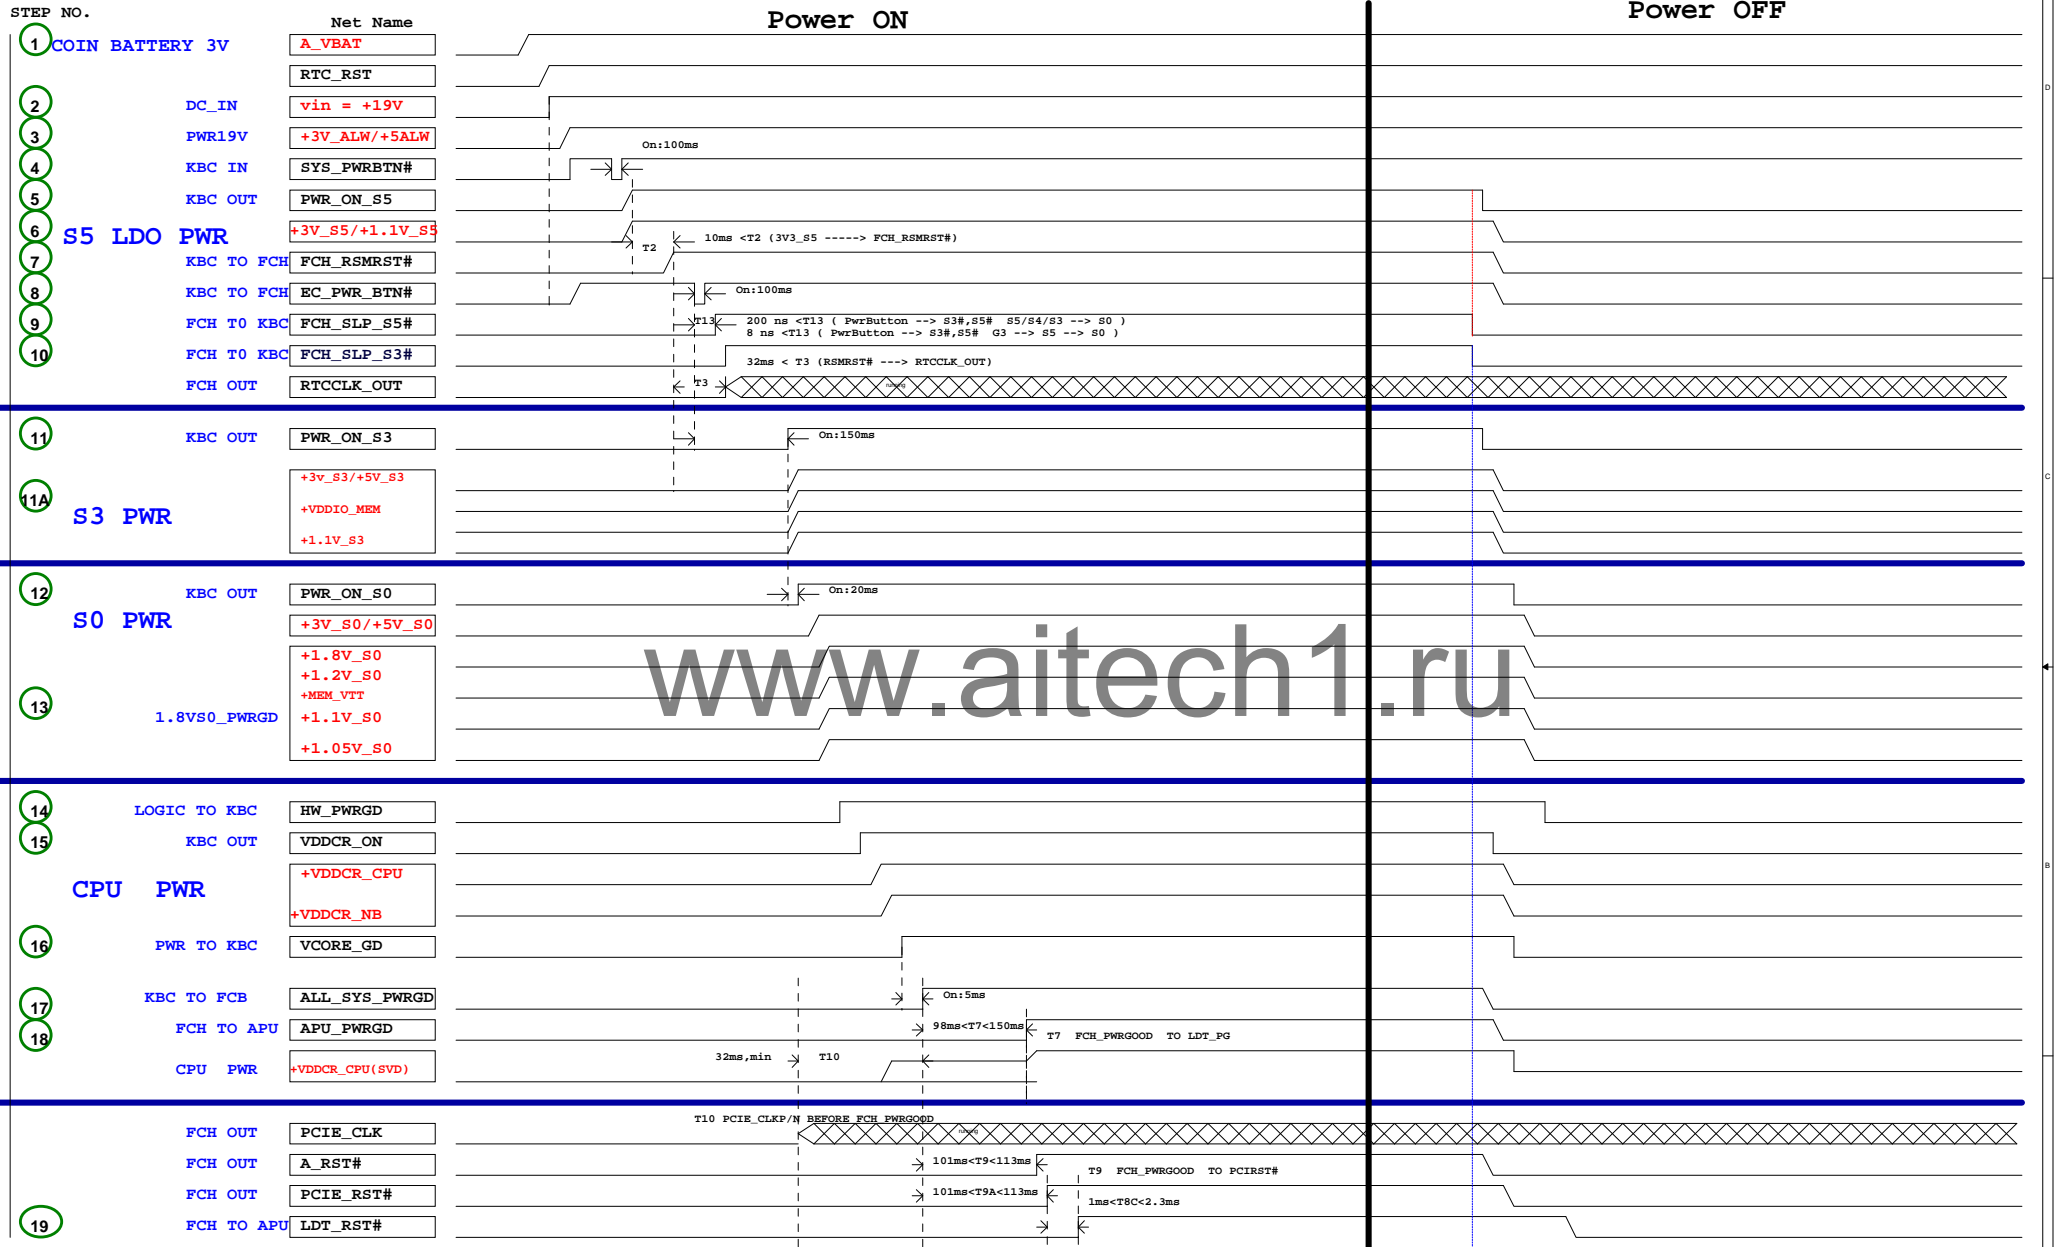 STEP NO.
Net Name
Power ON
Power OFF
1 COIN BATTERY 3V A_VBAT
RTC_RST
2 DC_IN vin = +19V
D
3 PWR19V +3V_ALW/+5ALW
On:100ms
4 KBC IN SYS_PWRBTN#
5 KBC OUT PWR_ON_S5
6 S5 LDO PWR +3V_S5/+1.1V_S5
T2 10ms <T2 (3V3_S5 -----> FCH_RSMRST#)
7 KBC TO FCH FCH_RSMRST#
8 KBC TO FCH EC_PWR_BTN# On:100ms
9 FCH T0 KBC FCH_SLP_S5# T13 200 ns <T13 ( PwrButton --> S3#,S5# S5/S4/S3 --> S0 )
8 ns <T13 ( PwrButton --> S3#,S5# G3 --> S5 --> S0 )
10 FCH T0 KBC FCH_SLP_S3# 32ms < T3 (RSMRST# ---> RTCCLK_OUT)
FCH OUT RTCCLK_OUT T3 running
11 KBC OUT PWR_ON_S3 On:150ms
+3v_S3/+5V_S3
C
11A S3 PWR +VDDIO_MEM
+1.1V_S3
12 KBC OUT PWR_ON_S0 On:20ms
S0 PWR +3V_S0/+5V_S0
+1.8V_S0
+1.2V_S0
www.aitech1.ru
+MEM_VTT
13 1.8VS0_PWRGD +1.1V_S0
+1.05V_S0
14 LOGIC TO KBC HW_PWRGD
15 KBC OUT VDDCR_ON
B
CPU PWR +VDDCR_CPU
+VDDCR_NB
16 PWR TO KBC VCORE_GD
17 KBC TO FCB ALL_SYS_PWRGD On:5ms
18 FCH TO APU APU_PWRGD 98ms<T7<150ms T7 FCH_PWRGOOD TO LDT_PG
32ms,min T10
CPU PWR +VDDCR_CPU(SVD)
T10 PCIE_CLKP/N BEFORE FCH_PWRGOOD
FCH OUT PCIE_CLK running
FCH OUT A_RST# 101ms<T9<113ms T9 FCH_PWRGOOD TO PCIRST#
FCH OUT PCIE_RST# 101ms<T9A<113ms 1ms<T8C<2.3ms
19 FCH TO APU LDT_RST#